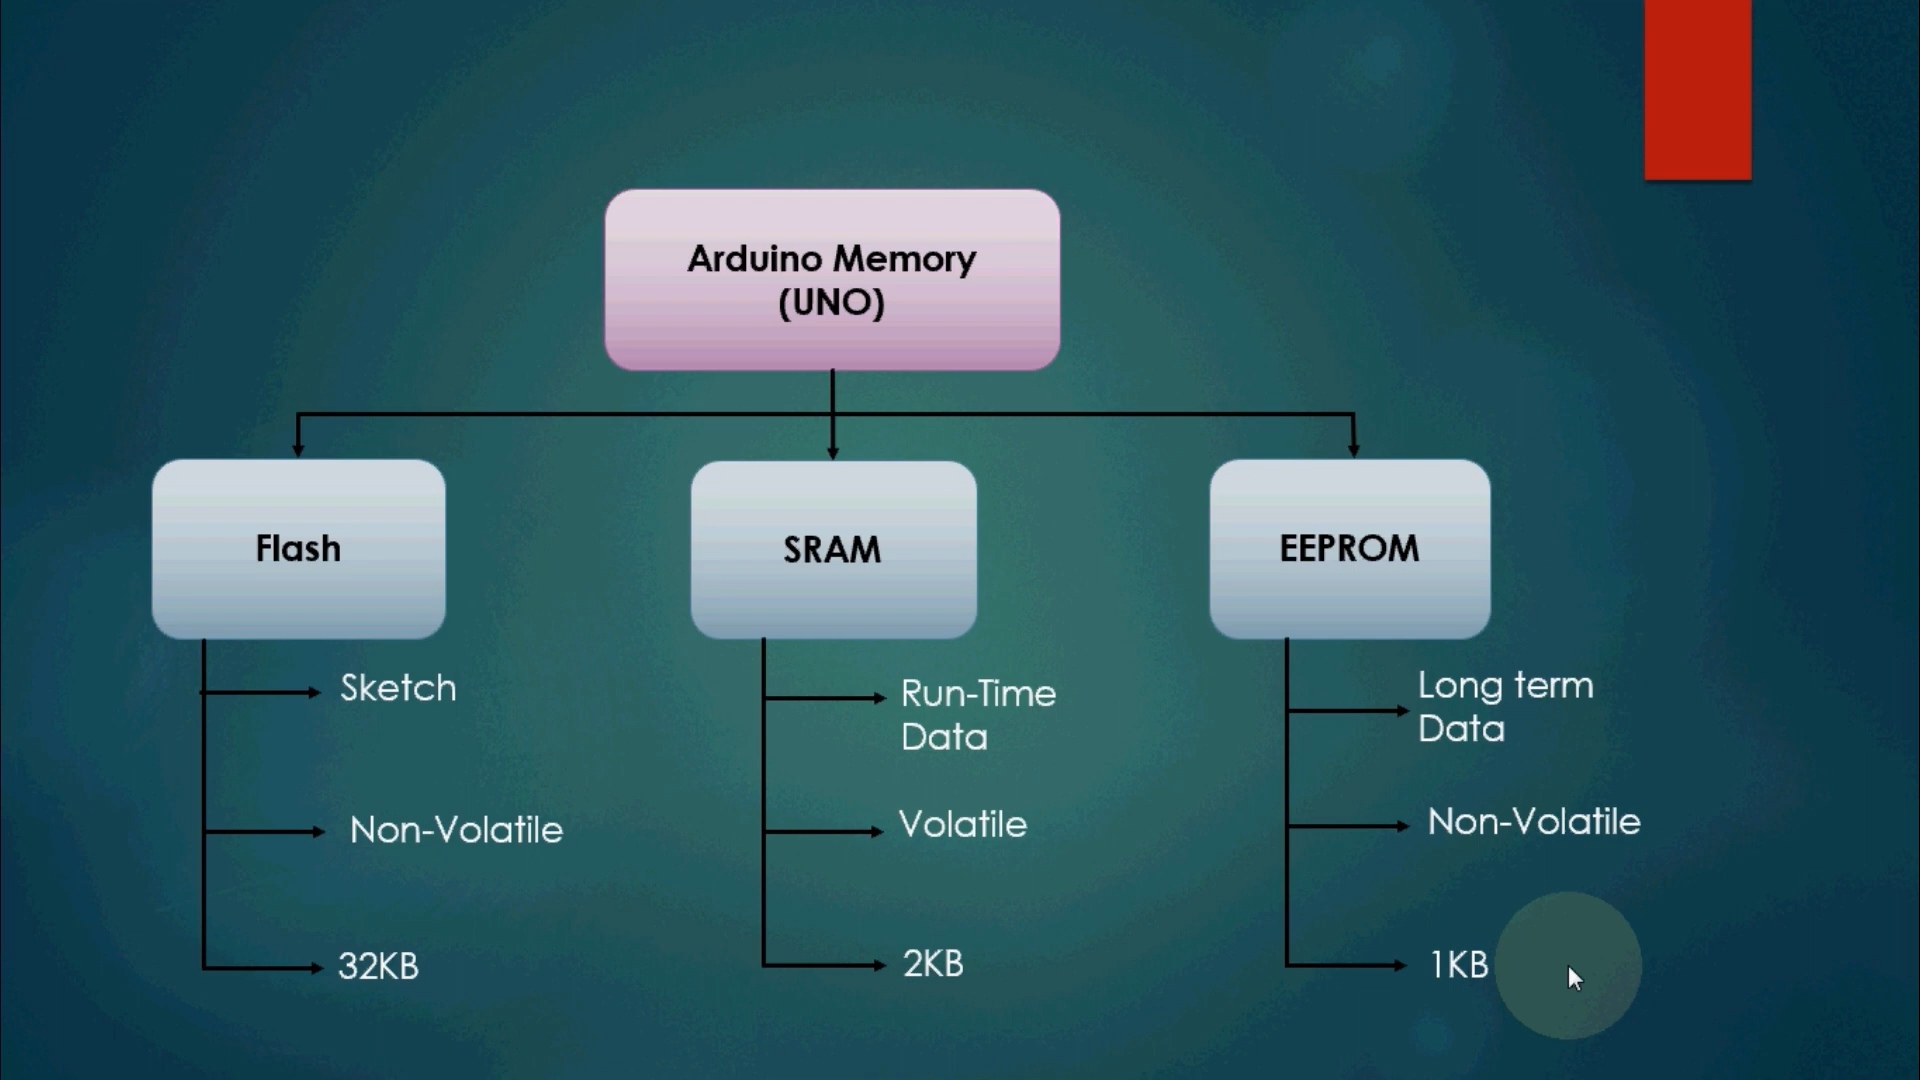 Arduino Memory
(UNO)
Flash
SRAM
EEPROM
Sketch
Non-Volatile
32KB
Run-Time
Data
Volatile
2KB
Long term
Data
Non-Volatile
1KB